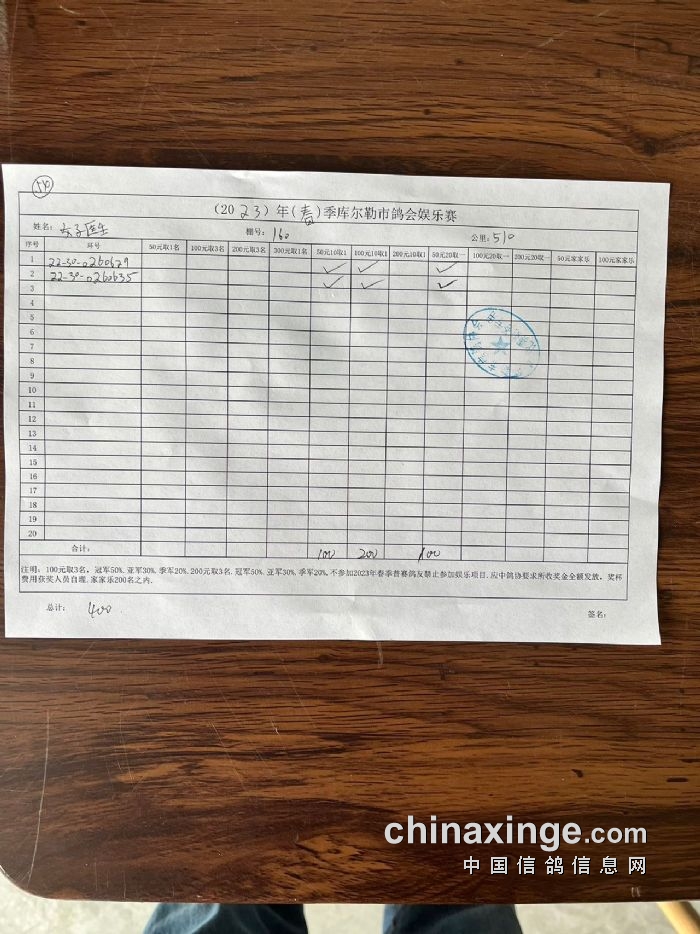 510
(2023)年(春)季库尔勒市鸽会娱乐赛
姓名: 女子医生 棚号: 160 公里: 510
序号 环号 50元取1名 100元取3名 200元取3名 300元取1名 50元10取1 100元10取1 200元10取1 50元20取一 100元20取一 200元20取一 50元家家乐 100元家家乐
1 22-30-0260679 ✓ ✓ ✓
2 22-30-0260635 ✓ ✓ ✓
3
4
5
6
7
8
9
10
11
12
13
14
15
16
17
18
19
20
合计: 100 200 100
注明: 100元取3名, 冠军50%, 亚军30%, 季军20%, 200元取3名, 冠军50%, 亚军30%, 季军20%, 不参加2023年春季普赛鸽友禁止参加娱乐项目, 应中鸽协要求所收奖金全额发放, 奖杯
费用获奖人员自理, 家家乐200名之内.
总计: 400 签名:
chinaxinge.com
中国信鸽信息网